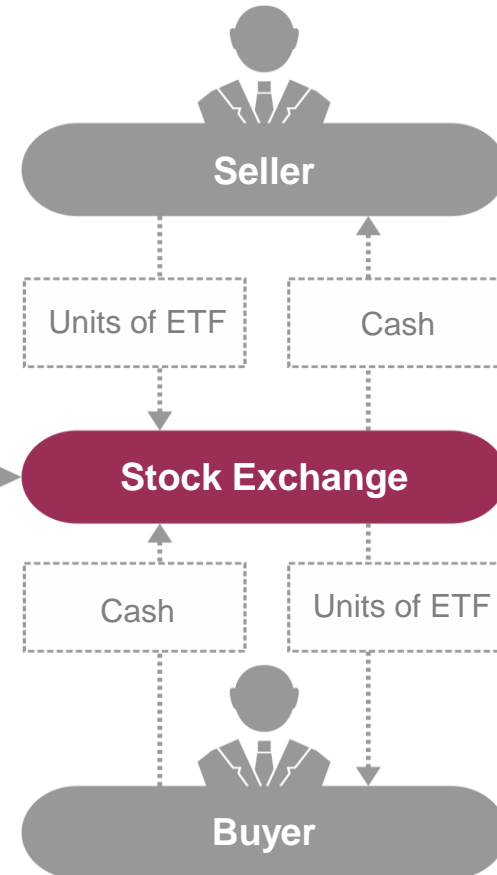 Seller
Units of ETF
Cash
Stock Exchange
Cash
Units of ETF
Buyer